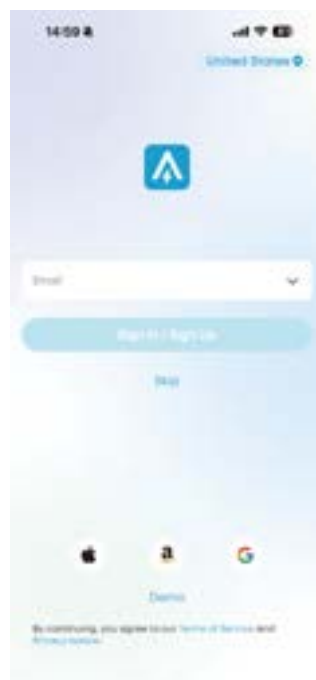 14:59
United States
Email
Sign In / Sign Up
Skip
a
G
Demo
By continuing, you agree to our Terms of Service and
Privacy Notice